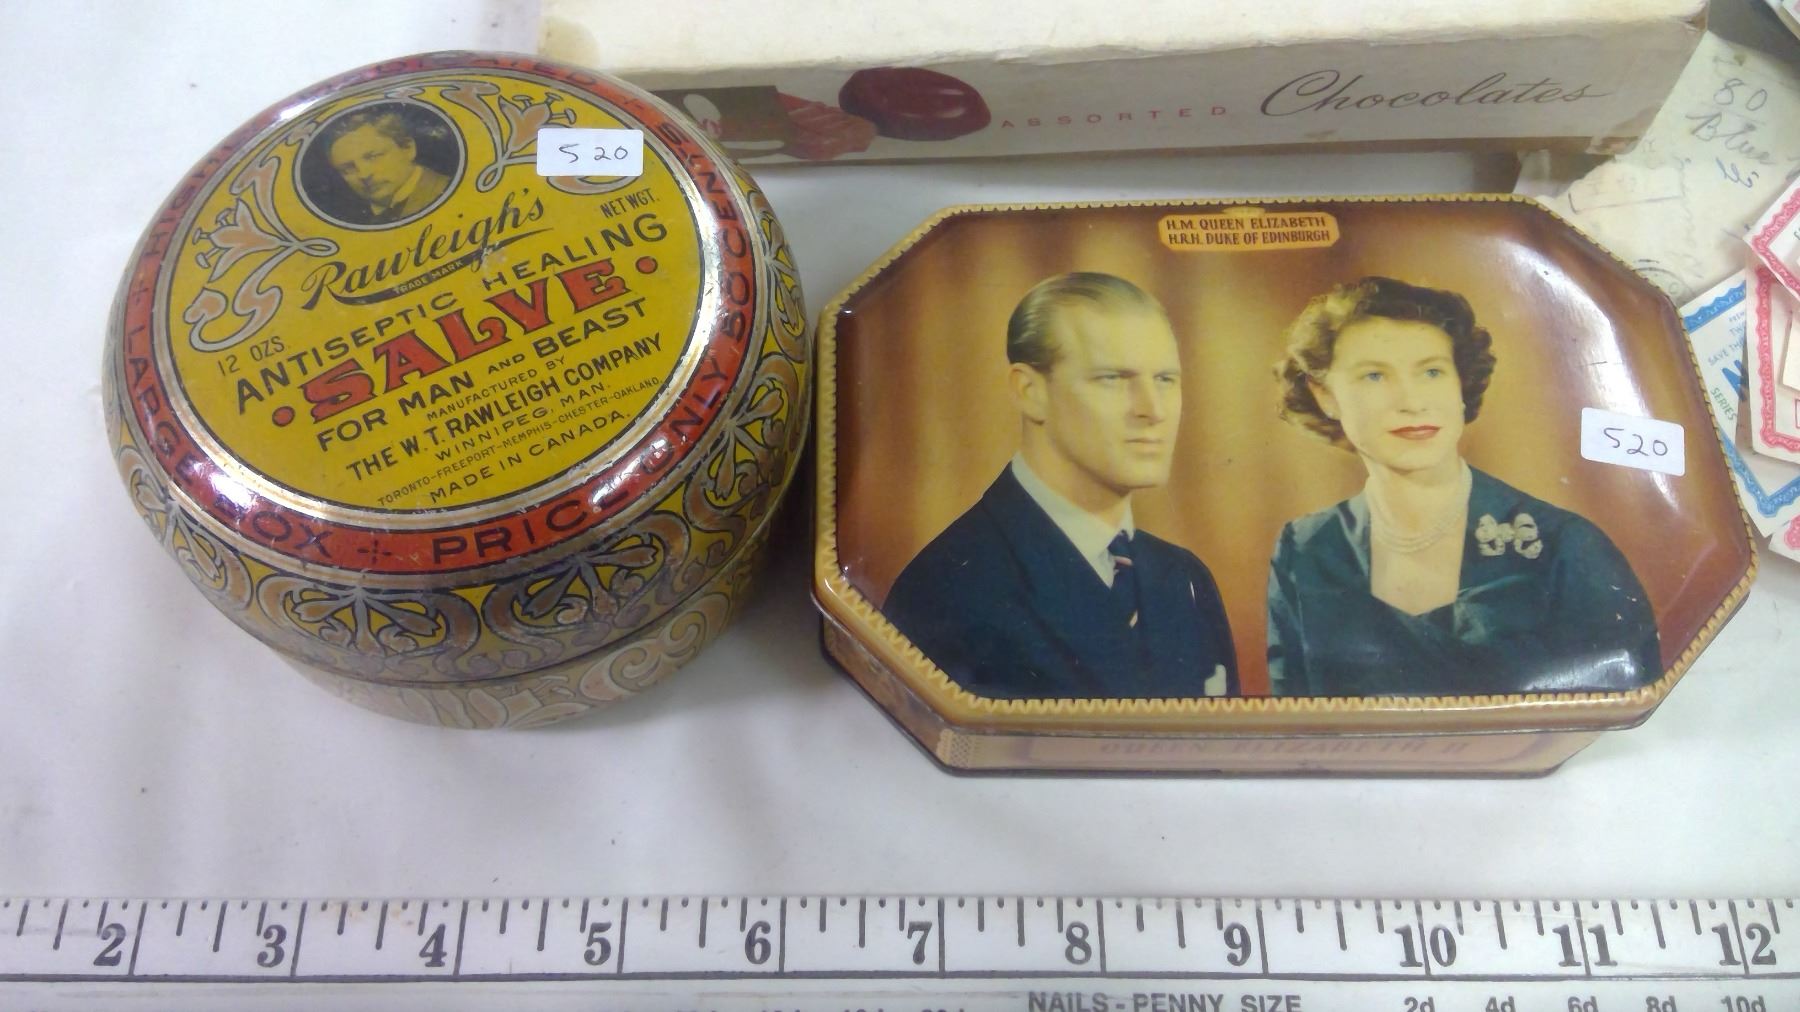 ASSORTED Chocolates
80
Blue
520
Rawleigh's
TRADE MARK
NET WGT.
12 OZS.
ANTISEPTIC HEALING
SALVE
FOR MAN AND BEAST
MANUFACTURED BY
THE W.T. RAWLEIGH COMPANY
WINNIPEG, MAN.
TORONTO-FREEPORT-MEMPHIS-CHESTER-OAKLAND.
MADE IN CANADA.
LARGE BOX + PRICE ONLY 50 CENTS
H.M. QUEEN ELIZABETH
H.R.H. DUKE OF EDINBURGH
520
QUEEN ELIZABETH II
SERIES
2 3 4 5 6 7 8 9 10 11 12
NAILS - PENNY SIZE 2d 4d 6d 8d 10d